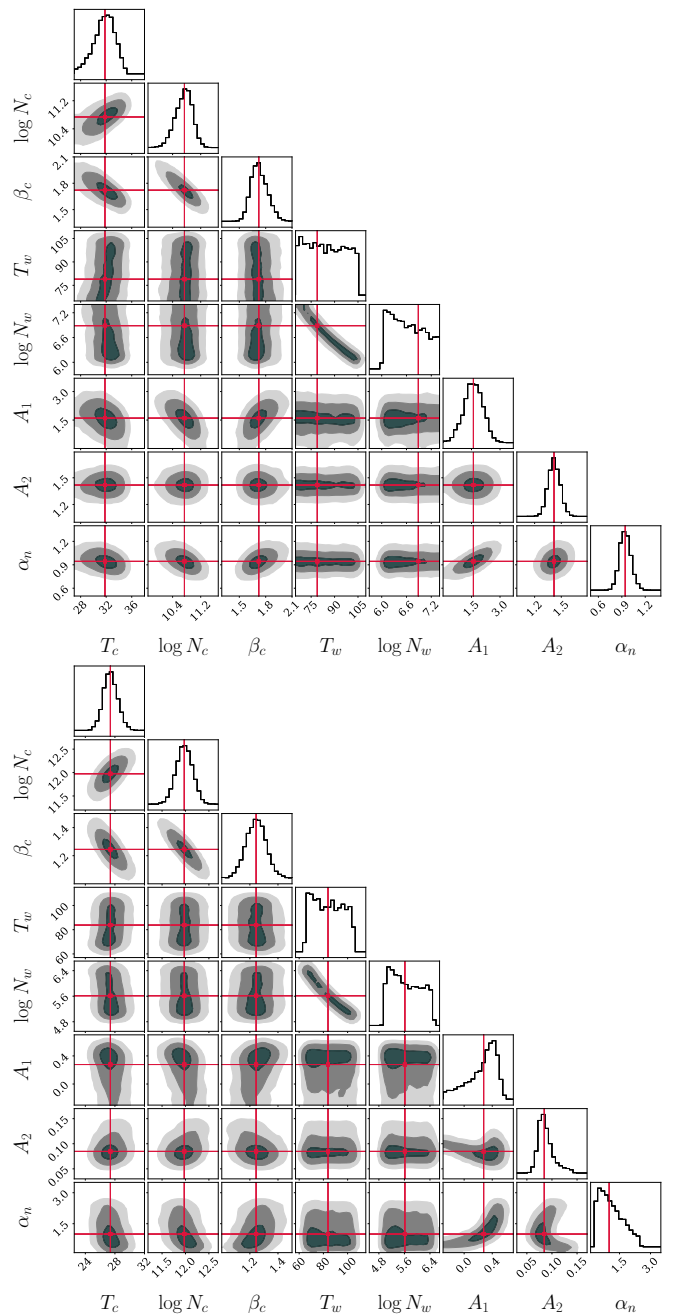 log N_c
11.2
10.4
β_c
2.1
1.8
1.5
T_w
105
90
75
log N_w
7.2
6.6
6.0
A_1
3.0
1.5
A_2
1.5
1.2
α_n
1.2
0.9
0.6
28 32 36 10.4 11.2 1.5 1.8 2.1 75 90 105 6.0 6.6 7.2 1.5 3.0 1.2 1.5 0.6 0.9 1.2
T_c log N_c β_c T_w log N_w A_1 A_2 α_n
log N_c
12.5
12.0
11.5
β_c
1.4
1.2
T_w
100
80
60
log N_w
6.4
5.6
4.8
A_1
0.4
0.0
A_2
0.15
0.10
0.05
α_n
3.0
1.5
24 28 32 11.5 12.0 12.5 1.2 1.4 60 80 100 4.8 5.6 6.4 0.0 0.4 0.05 0.10 0.15 1.5 3.0
T_c log N_c β_c T_w log N_w A_1 A_2 α_n